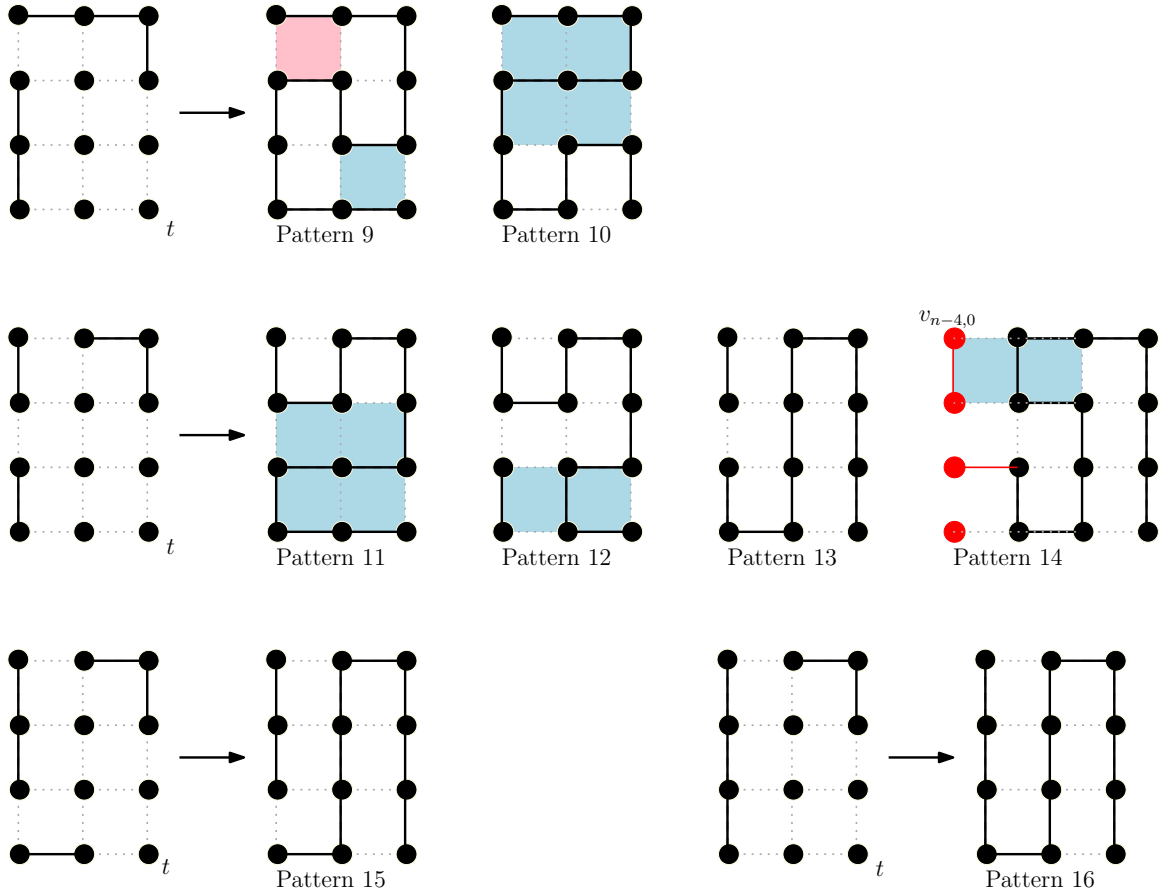 t
Pattern 9
Pattern 10
v_{n−4,0}
t
Pattern 11
Pattern 12
Pattern 13
Pattern 14
t
Pattern 15
t
Pattern 16